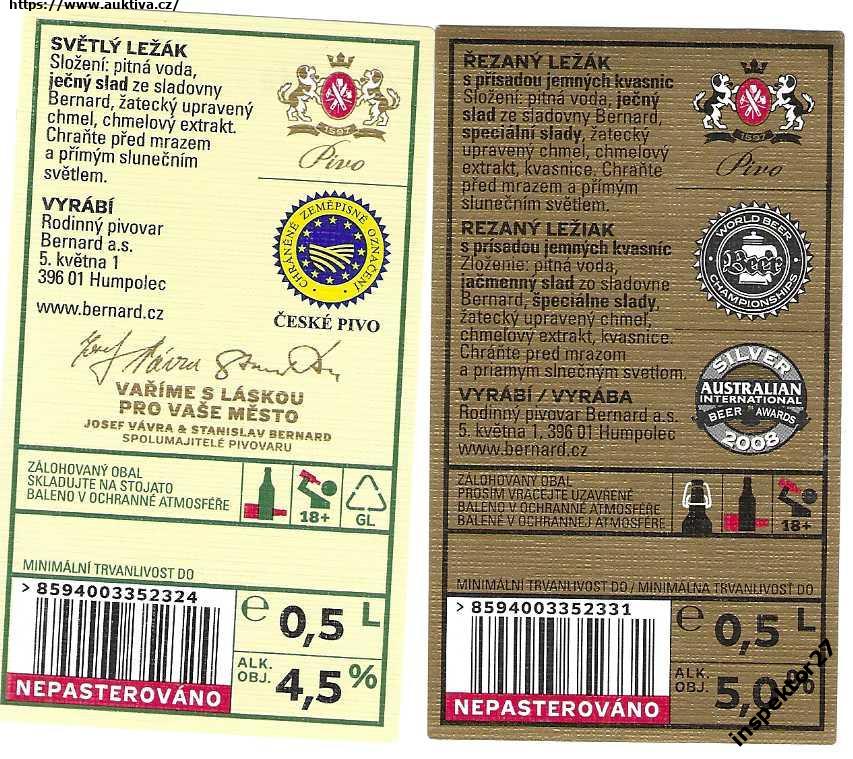 https://www.auktiva.cz/
SVĚTLÝ LEŽÁK
Složení: pitná voda,
ječný slad ze sladovny
Bernard, žatecký upravený
chmel, chmelový extrakt.
Chraňte před mrazem
a přímým slunečním
světlem.
1597
Pivo
VYRÁBÍ
Rodinný pivovar
Bernard a.s.
5. května 1
396 01 Humpolec
www.bernard.cz
CHRÁNĚNÉ ZEMĚPISNÉ OZNAČENÍ
ČESKÉ PIVO
VAŘÍME S LÁSKOU
PRO VAŠE MĚSTO
JOSEF VÁVRA & STANISLAV BERNARD
SPOLUMAJITELÉ PIVOVARU
ZÁLOHOVANÝ OBAL
SKLADUJTE NA STOJATO
BALENO V OCHRANNÉ ATMOSFÉŘE
18+
GL
MINIMÁLNÍ TRVANLIVOST DO
> 8594003352324
NEPASTEROVÁNO
e 0,5 L
ALK.
OBJ. 4,5%
ŘEZANÝ LEŽÁK
s přísadou jemných kvasnic
Složení: pitná voda, ječný
slad ze sladovny Bernard,
speciální slady, žatecký
upravený chmel, chmelový
extrakt, kvasnice. Chraňte
před mrazem a přímým
slunečním světlem.
1597
Pivo
REZANÝ LEŽIAK
s prísadou jemných kvasníc
Zloženie: pitná voda,
jačmenný slad zo sladovne
Bernard, špeciálne slady,
žatecký upravený chmeľ,
chmeľový extrakt, kvasnice.
Chráňte pred mrazom
a priamym slnečným svetlom.
WORLD BEER
Beer
CHAMPIONSHIPS
SILVER
AUSTRALIAN
INTERNATIONAL
BEER AWARDS
2008
VYRÁBÍ / VYRÁBA
Rodinný pivovar Bernard a.s.
5. května 1, 396 01 Humpolec
www.bernard.cz
ZÁLOHOVANÝ OBAL
PROSÍM VRACEJTE UZAVŘENÉ
BALENO V OCHRANNÉ ATMOSFÉŘE
BALENÉ V OCHRANNEJ ATMOSFÉRE
18+
MINIMÁLNÍ TRVANLIVOST DO / MINIMÁLNA TRVANLIVOSŤ DO
> 8594003352331
NEPASTEROVÁNO
e 0,5 L
ALK.
OBJ. 5,0%
inspektor27